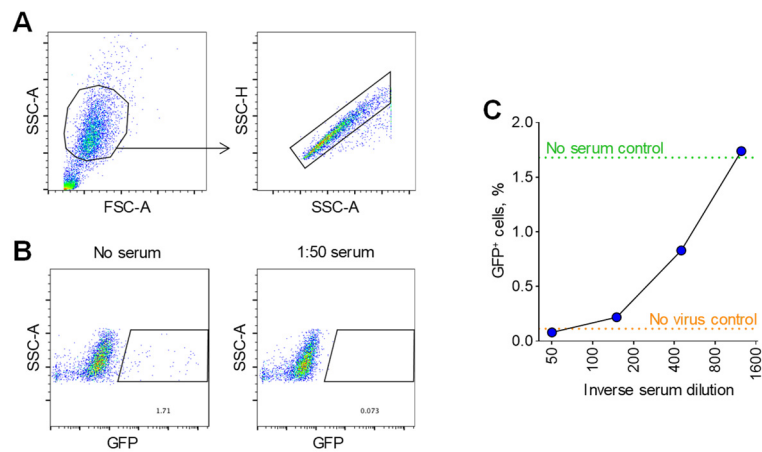 A
SSC-A
FSC-A
SSC-H
SSC-A
B
No serum
1:50 serum
SSC-A
1.71
GFP
SSC-A
0.073
GFP
C
GFP+ cells, %
2.0
1.5
1.0
0.5
0.0
No serum control
No virus control
50
100
200
400
800
1600
Inverse serum dilution